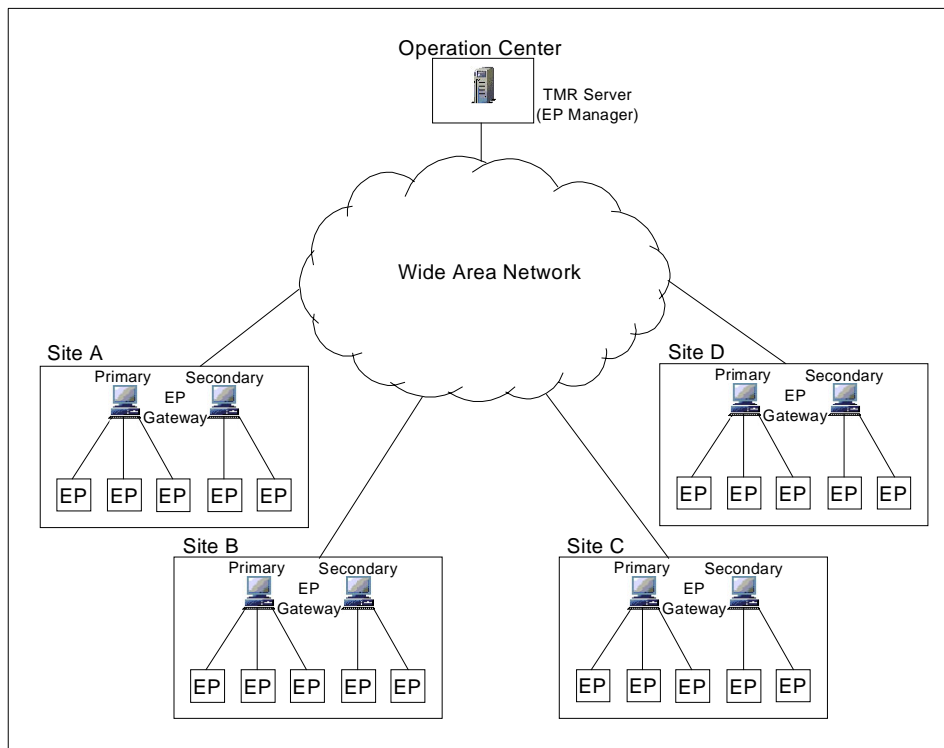 Operation Center
TMR Server
(EP Manager)
Wide Area Network
Site A
Primary
Secondary
EP
Gateway
EP
EP
EP
EP
EP
Site D
Primary
Secondary
EP
Gateway
EP
EP
EP
EP
EP
Site B
Primary
Secondary
EP
Gateway
EP
EP
EP
EP
EP
Site C
Primary
Secondary
EP
Gateway
EP
EP
EP
EP
EP